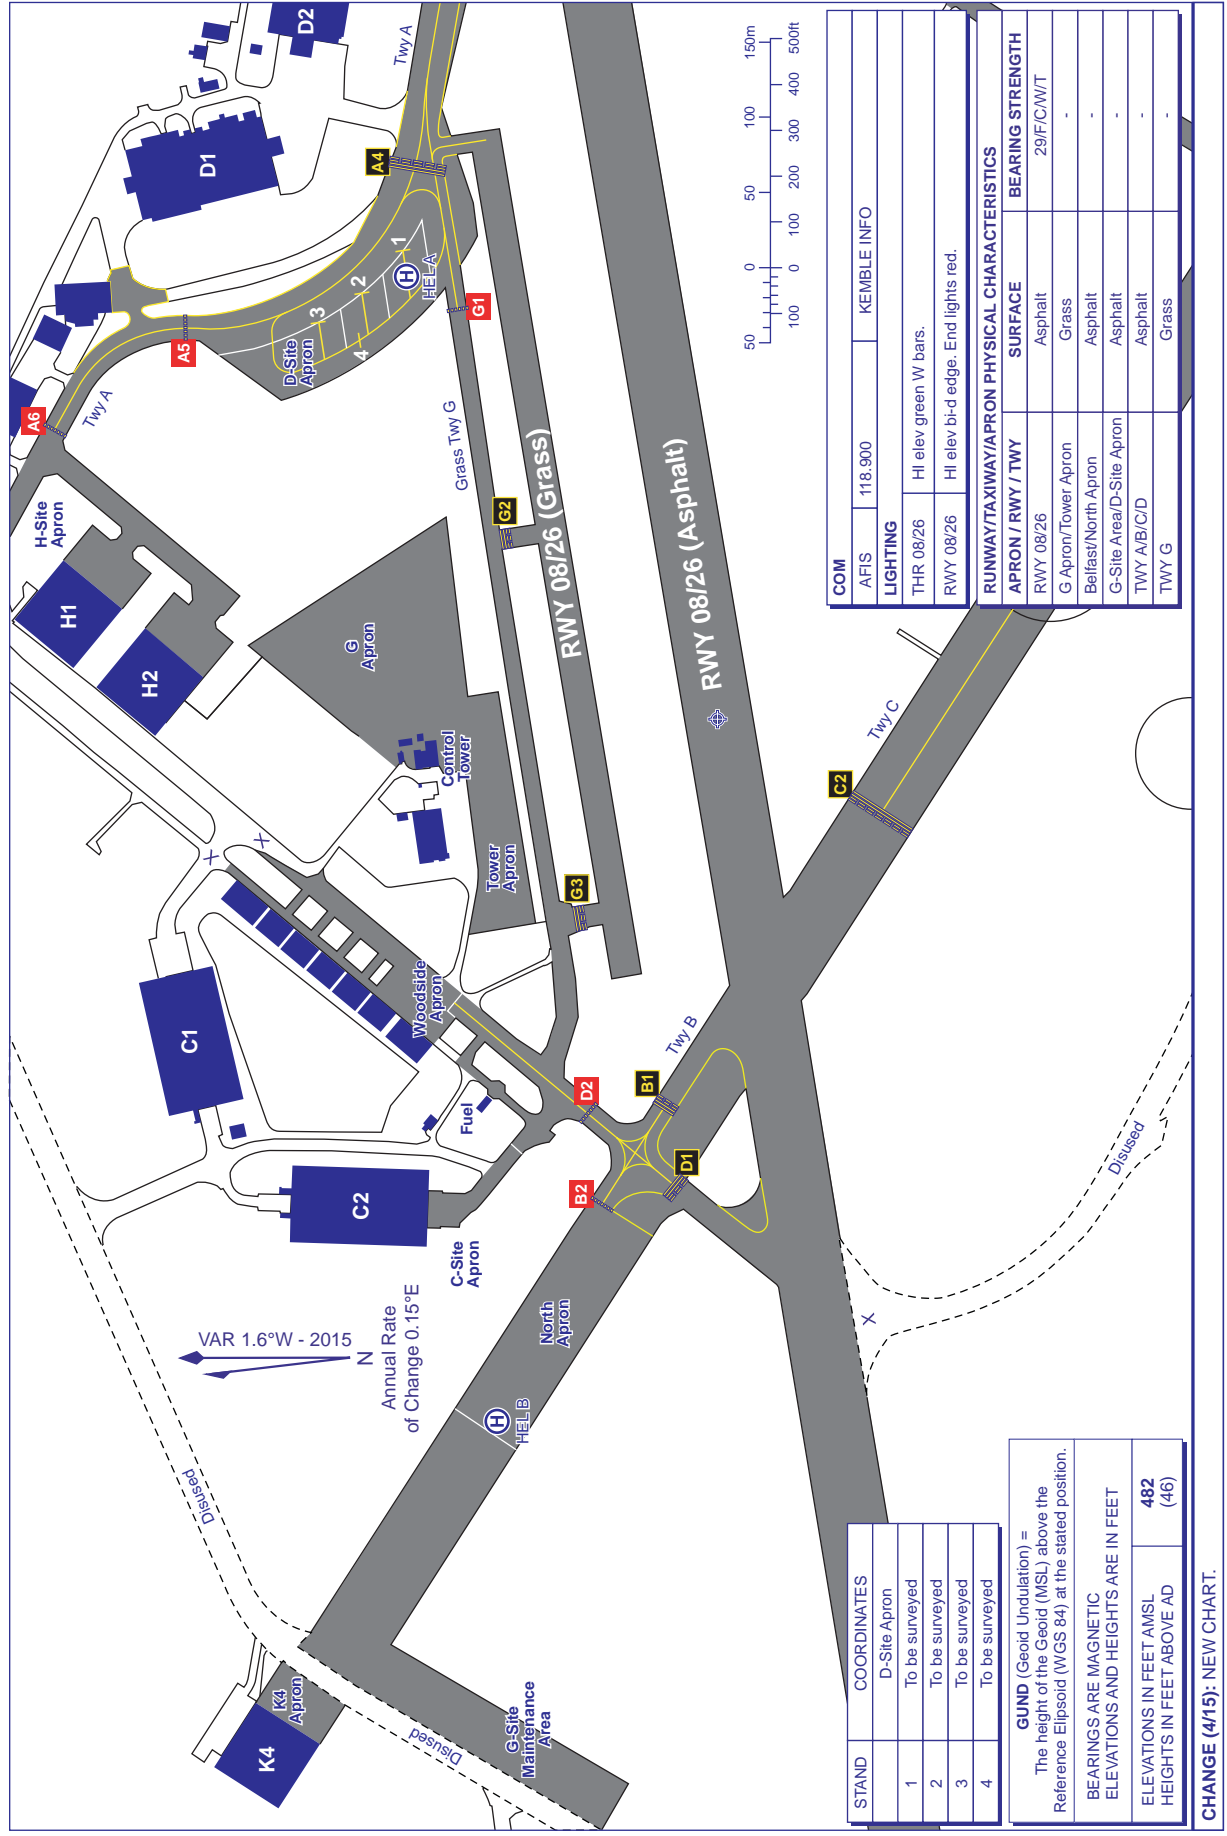 K4
K4
Apron
G-Site
Maintenance
Area
Disused
Disused
VAR 1.6°W - 2015
N
Annual Rate
of Change 0.15°E
HEL B
H
North
Apron
C-Site
Apron
C2
C1
Fuel
B2
D2
B1
D1
Twy B
Woodside
Apron
X
X
Tower
Apron
Control
Tower
G
Apron
H2
H1
H-Site
Apron
G3
G2
G1
Grass Twy G
RWY 08/26 (Grass)
RWY 08/26 (Asphalt)
A6
Twy A
A5
D-Site
Apron
4
3
2
1
H
HEL A
A4
Twy A
D1
D2
Twy C
C2
Disused
X
50 0 50 100 150m
100 0 100 200 300 400 500ft
COM
AFIS 118.900 KEMBLE INFO
LIGHTING
THR 08/26 HI elev green W bars.
RWY 08/26 HI elev bi-d edge. End lights red.
RUNWAY/TAXIWAY/APRON PHYSICAL CHARACTERISTICS
APRON / RWY / TWY SURFACE BEARING STRENGTH
RWY 08/26 Asphalt 29/F/C/W/T
G Apron/Tower Apron Grass -
Belfast/North Apron Asphalt -
G-Site Area/D-Site Apron Asphalt -
TWY A/B/C/D Asphalt -
TWY G Grass -
STAND COORDINATES
D-Site Apron
1 To be surveyed
2 To be surveyed
3 To be surveyed
4 To be surveyed
GUND (Geoid Undulation) =
The height of the Geoid (MSL) above the
Reference Elipsoid (WGS 84) at the stated position.
BEARINGS ARE MAGNETIC
ELEVATIONS AND HEIGHTS ARE IN FEET
ELEVATIONS IN FEET AMSL 482
HEIGHTS IN FEET ABOVE AD (46)
CHANGE (4/15): NEW CHART.